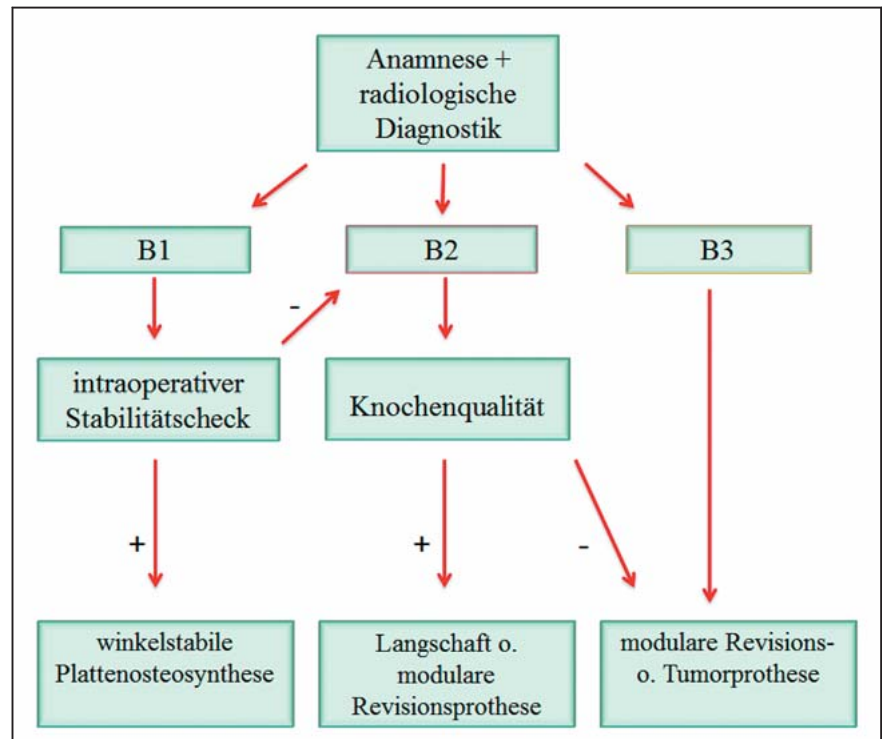 Anamnese +
radiologische
Diagnostik
B1
B2
B3
-
intraoperativer
Stabilitätscheck
Knochenqualität
+
+
-
winkelstabile
Plattenosteosynthese
Langschaft o.
modulare
Revisionsprothese
modulare Revisions-
o. Tumorprothese